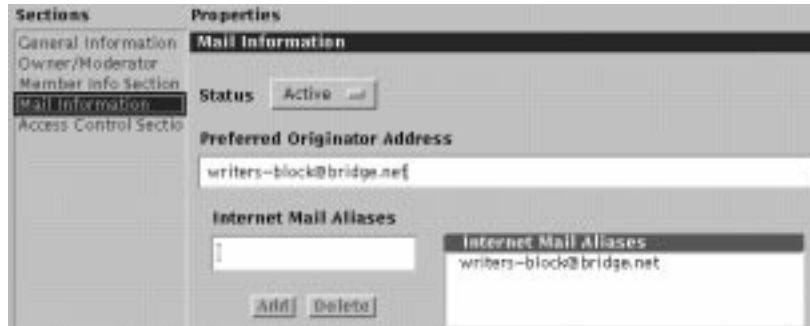 Sections
General Information
Owner/Moderator
Member Info Section
Mail Information
Access Control Sectio
Properties
Mail Information
Status Active
Preferred Originator Address
writers-block@bridge.net
Internet Mail Aliases
Add Delete
Internet Mail Aliases
writers-block@bridge.net